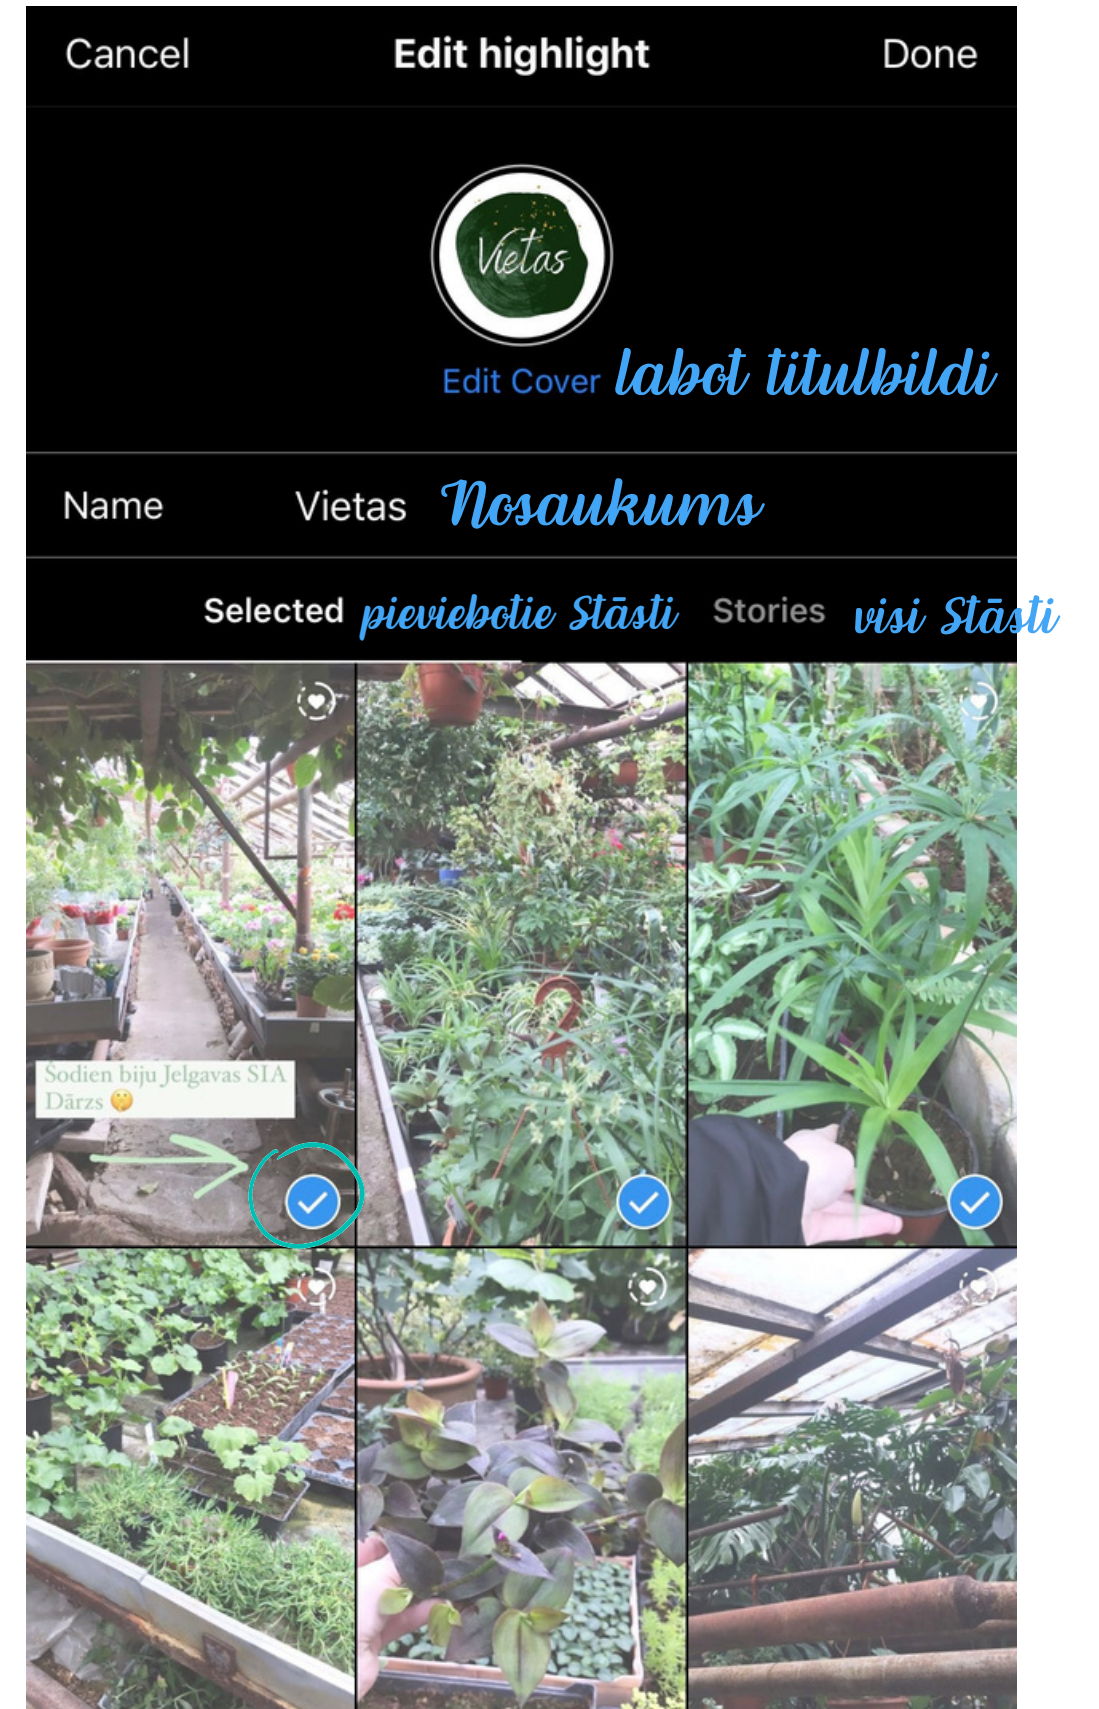 Cancel Edit highlight Done
Vietas
Edit Cover labot titulbildi
Name Vietas Nosaukums
Selected pieviebotie Stāsti Stories visi Stāsti
Šodien biju Jelgavas SIA
Dārzs 🤫